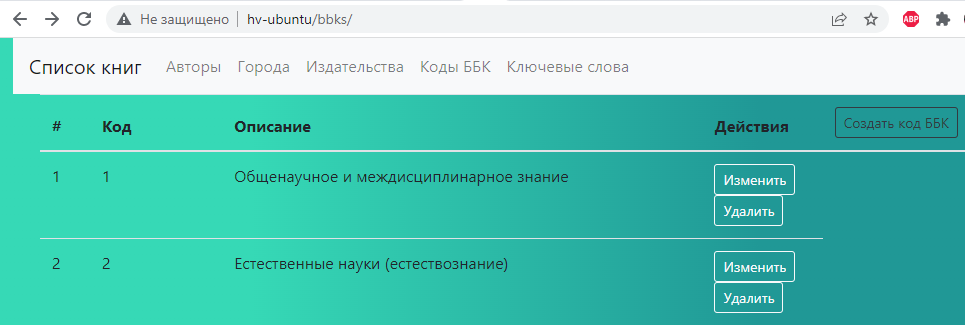 Не защищено | hv-ubuntu/bbks/
ABP
Список книг Авторы Города Издательства Коды ББК Ключевые слова
# Код Описание Действия Создать код ББК
1 1 Общенаучное и междисциплинарное знание Изменить
Удалить
2 2 Естественные науки (естествознание) Изменить
Удалить